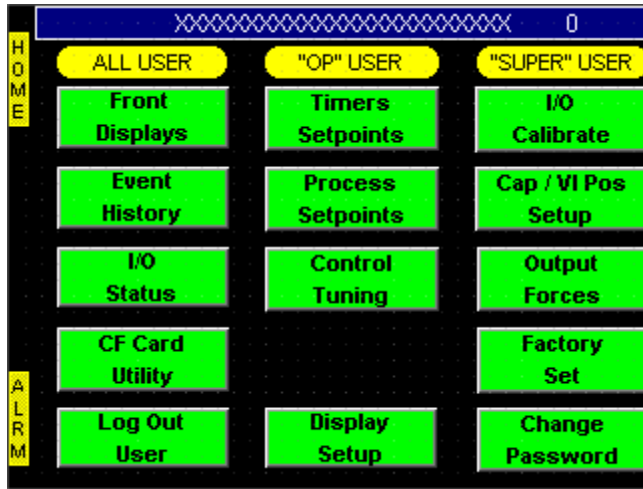 XXXXXXXXXXXXXXXXXXXXXXXXX 0
HOME
ALL USER
"OP" USER
"SUPER" USER
Front
Displays
Timers
Setpoints
I/O
Calibrate
Event
History
Process
Setpoints
Cap / VI Pos
Setup
I/O
Status
Control
Tuning
Output
Forces
CF Card
Utility
Factory
Set
ALRM
Log Out
User
Display
Setup
Change
Password